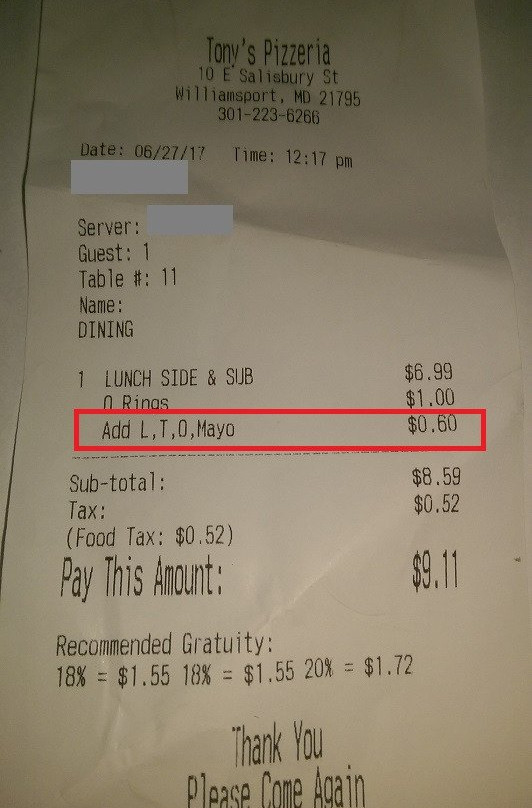 Tony's Pizzeria
10 E Salisbury St
Williamsport, MD 21795
301-223-6266
Date: 06/27/17 Time: 12:17 pm
Server:
Guest: 1
Table #: 11
Name:
DINING
1 LUNCH SIDE & SUB $6.99
O Rings $1.00
Add L,T,O,Mayo $0.60
Sub-total: $8.59
Tax: $0.52
(Food Tax: $0.52)
Pay This Amount: $9.11
Recommended Gratuity:
18% = $1.55 18% = $1.55 20% = $1.72
Thank You
Please Come Again